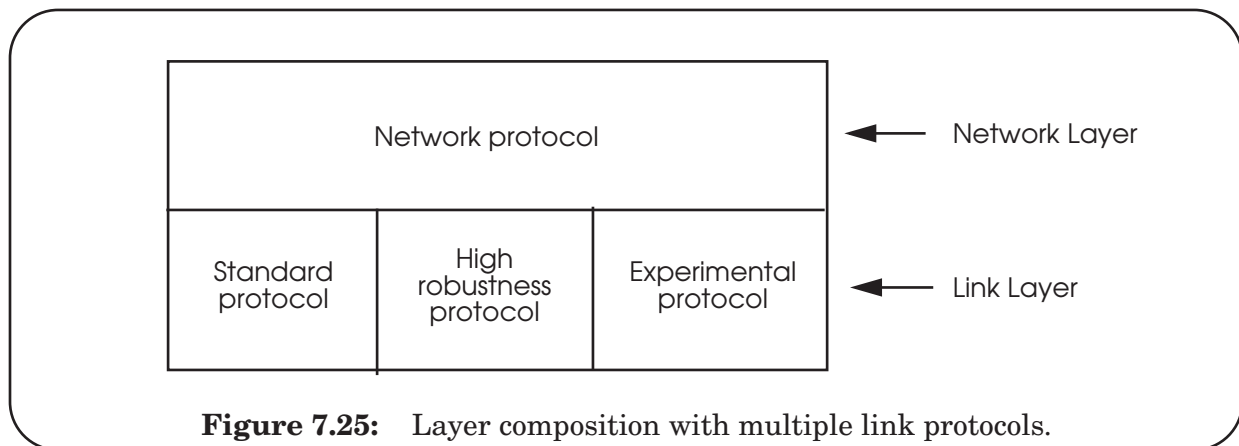 Network protocol
Network Layer
Standard
protocol
High
robustness
protocol
Experimental
protocol
Link Layer
Figure 7.25: Layer composition with multiple link protocols.